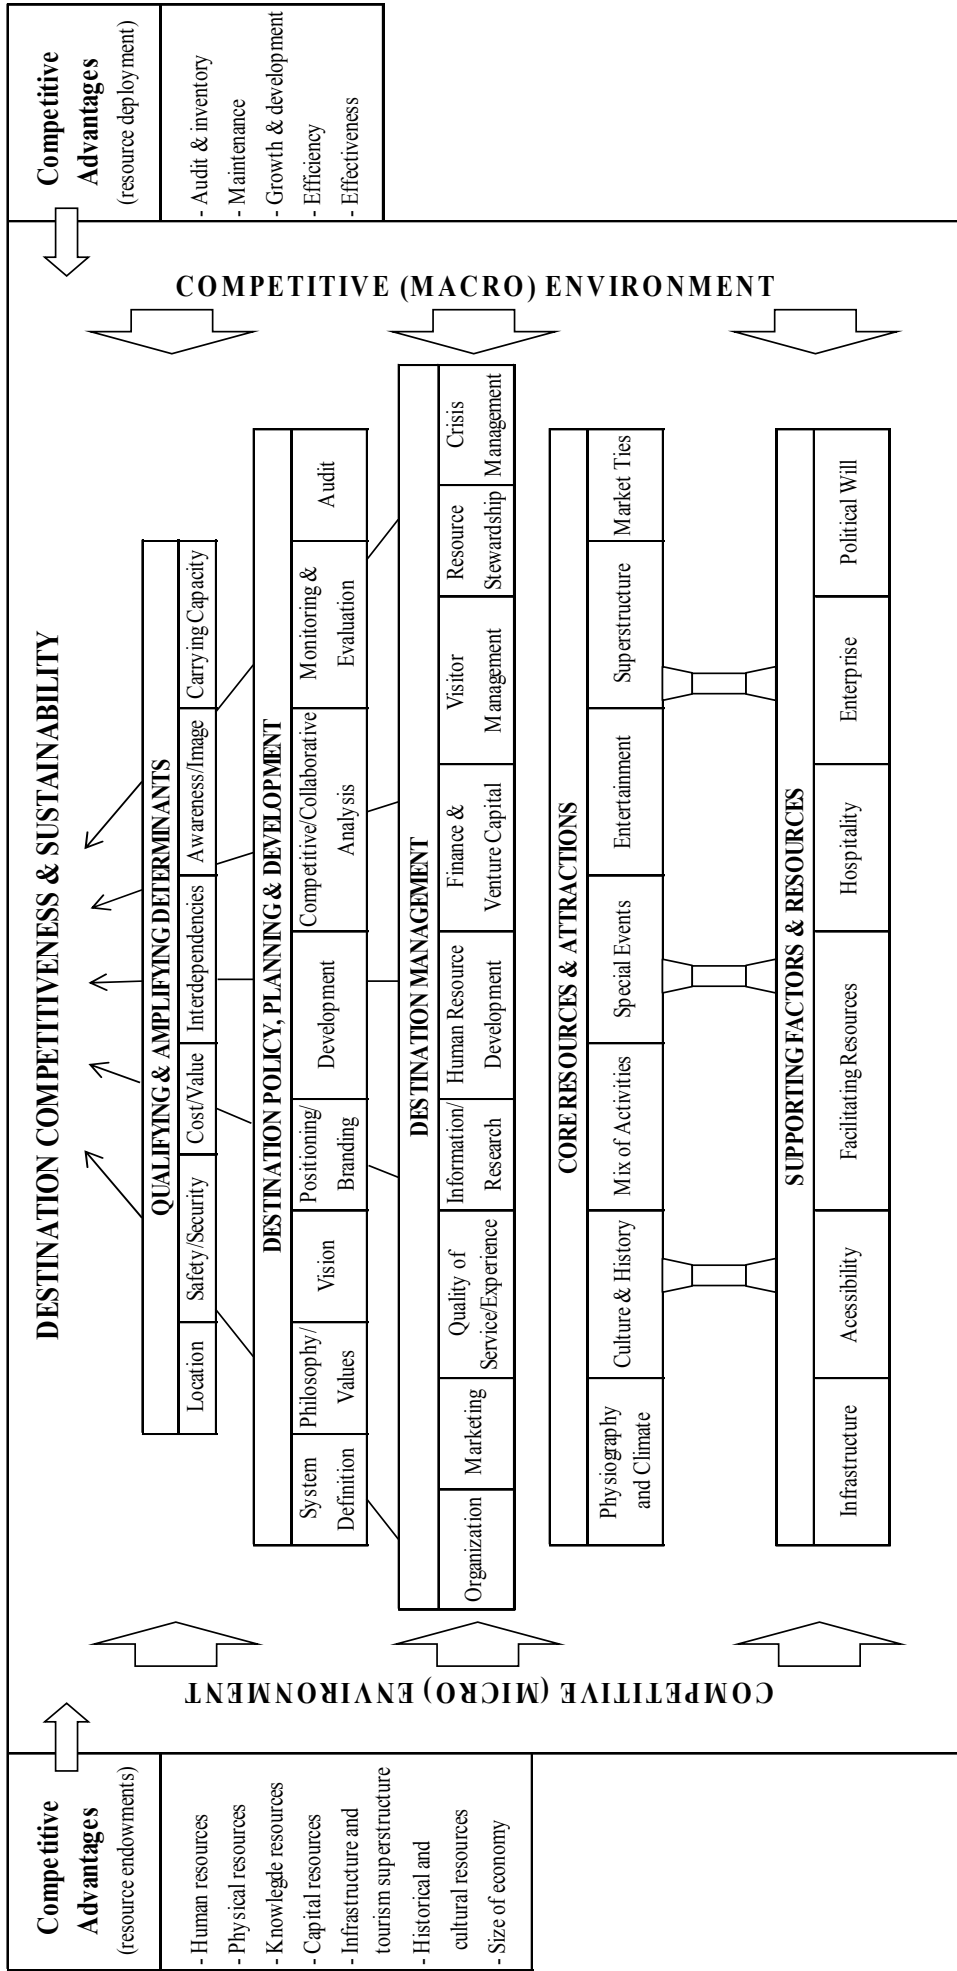 Competitive
Advantages
(resource endowments)
- Human resources
- Physical resources
- Knowlegde resources
- Capital resources
- Infrastructure and
tourism superstructure
- Historical and
cultural resources
- Size of economy
COMPETITIVE (MICRO) ENVIRONMENT
DESTINATION COMPETITIVENESS & SUSTAINABILITY
QUALIFYING & AMPLIFYING DETERMINANTS
Location
Safety/Security
Cost/Value
Interdependencies
Awareness/Image
Carrying Capacity
DESTINATION POLICY, PLANNING & DEVELOPMENT
System
Definition
Philosophy/
Values
Vision
Positioning/
Branding
Development
Competitive/Collaborative
Analysis
Monitoring &
Evaluation
Audit
DESTINATION MANAGEMENT
Organization
Marketing
Quality of
Service/Experience
Information/
Research
Human Resource
Development
Finance &
Venture Capital
Visitor
Management
Resource
Stewardship
Crisis
Management
CORE RESOURCES & ATTRACTIONS
Physiography
and Climate
Culture & History
Mix of Activities
Special Events
Entertainment
Superstructure
Market Ties
SUPPORTING FACTORS & RESOURCES
Infrastructure
Acessibility
Facilitating Resources
Hospitality
Enterprise
Political Will
COMPETITIVE (MACRO) ENVIRONMENT
Competitive
Advantages
(resource deployment)
- Audit & inventory
- Maintenance
- Growth & development
- Efficiency
- Effectiveness